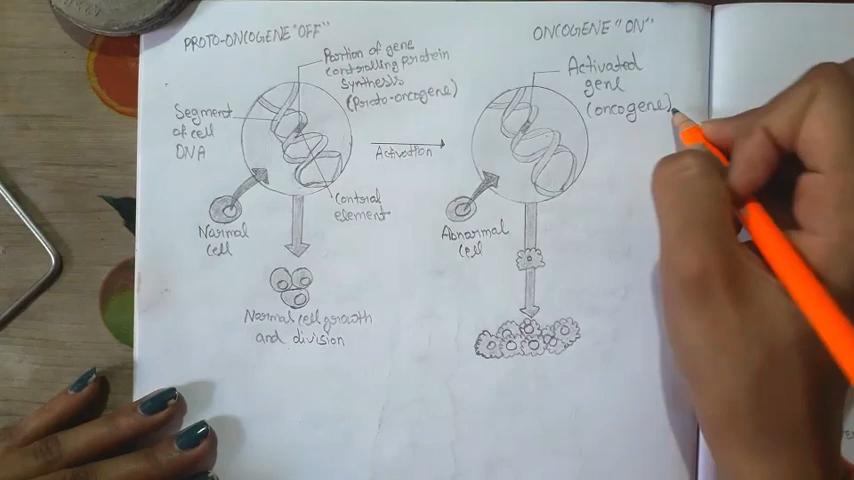 PROTO-ONCOGENE "OFF"
Portion of gene
controlling protein
synthesis
(Proto-oncogene)
Segment
of cell
DNA
Activation
Control
element
Normal
cell
Normal cell growth
and division
ONCOGENE "ON"
Activated
gene
(oncogene)
Abnormal
cell